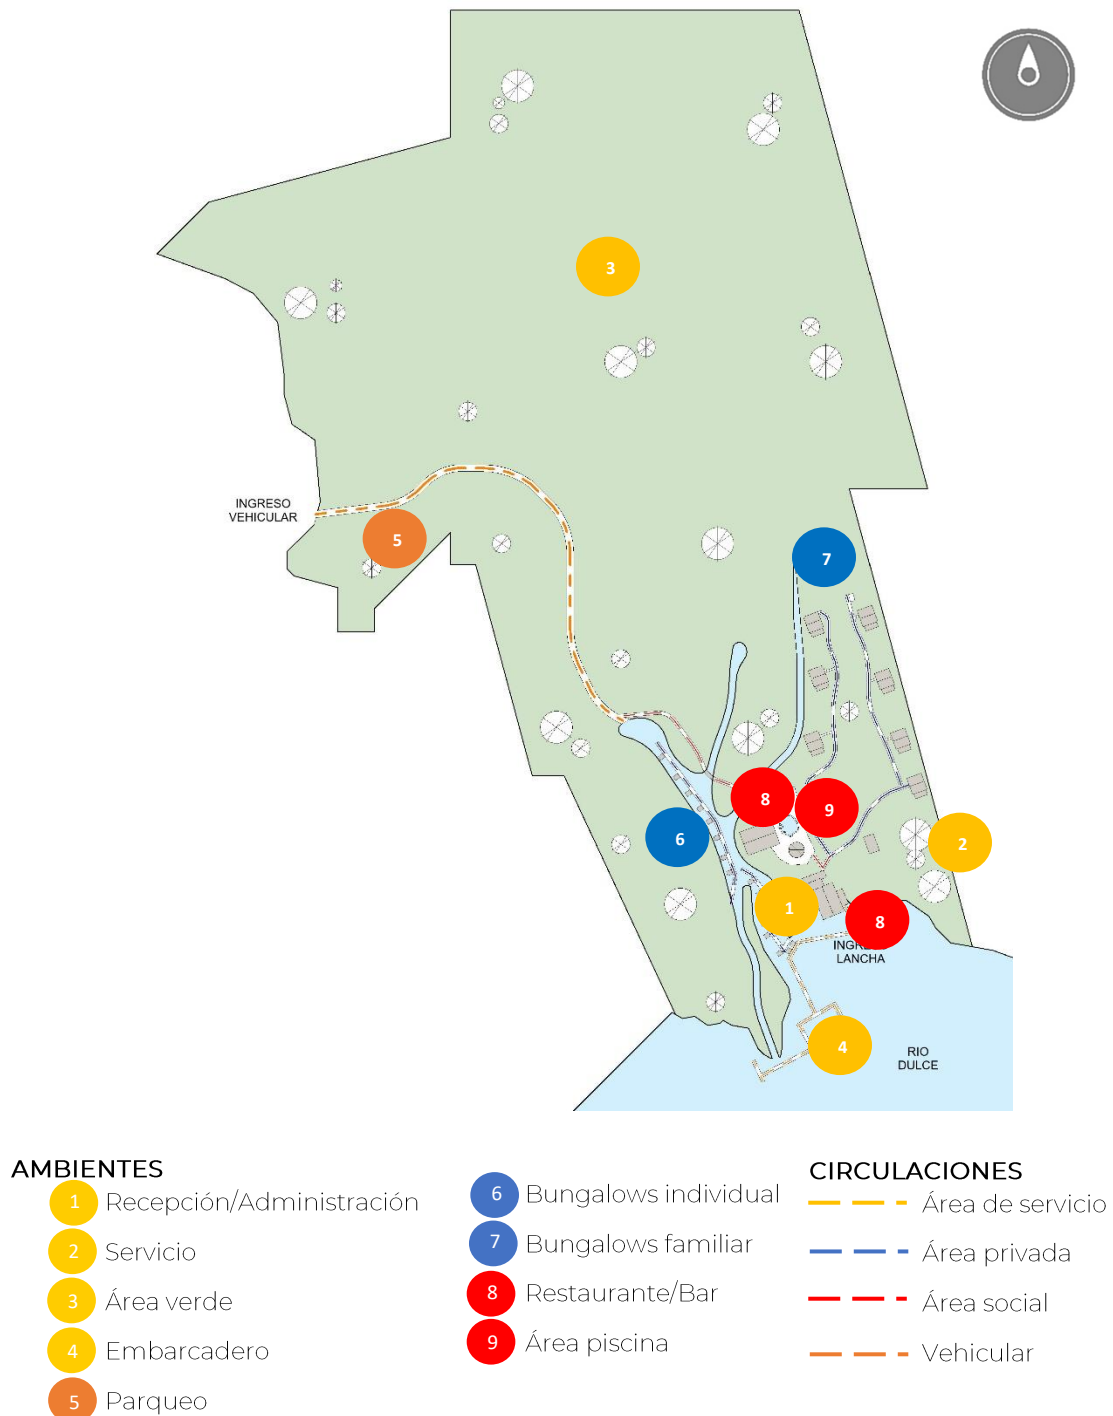 3
INGRESO
VEHICULAR
5
7
8
9
6
2
1
8
INGRE
LANCHA
4
RIO
DULCE
AMBIENTES
1 Recepción/Administración
2 Servicio
3 Área verde
4 Embarcadero
5 Parqueo
6 Bungalows individual
7 Bungalows familiar
8 Restaurante/Bar
9 Área piscina
CIRCULACIONES
Área de servicio
Área privada
Área social
Vehicular